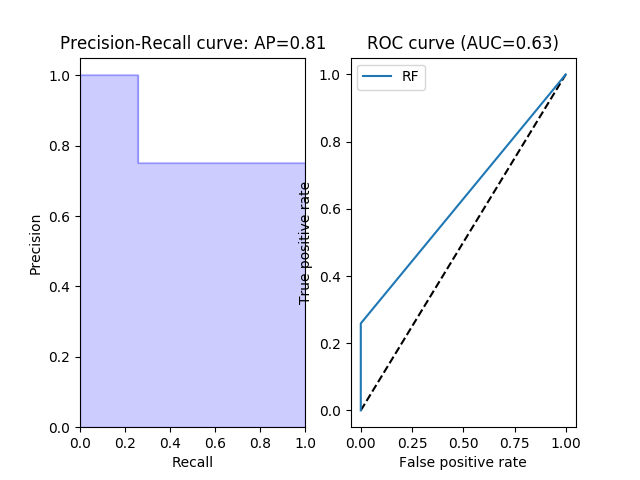 Precision-Recall curve: AP=0.81
1.0
0.8
0.6
0.4
0.2
0.0
Precision
0.0 0.2 0.4 0.6 0.8 1.0
Recall
ROC curve (AUC=0.63)
RF
1.0
0.8
0.6
0.4
0.2
0.0
True positive rate
0.00 0.25 0.50 0.75 1.00
False positive rate